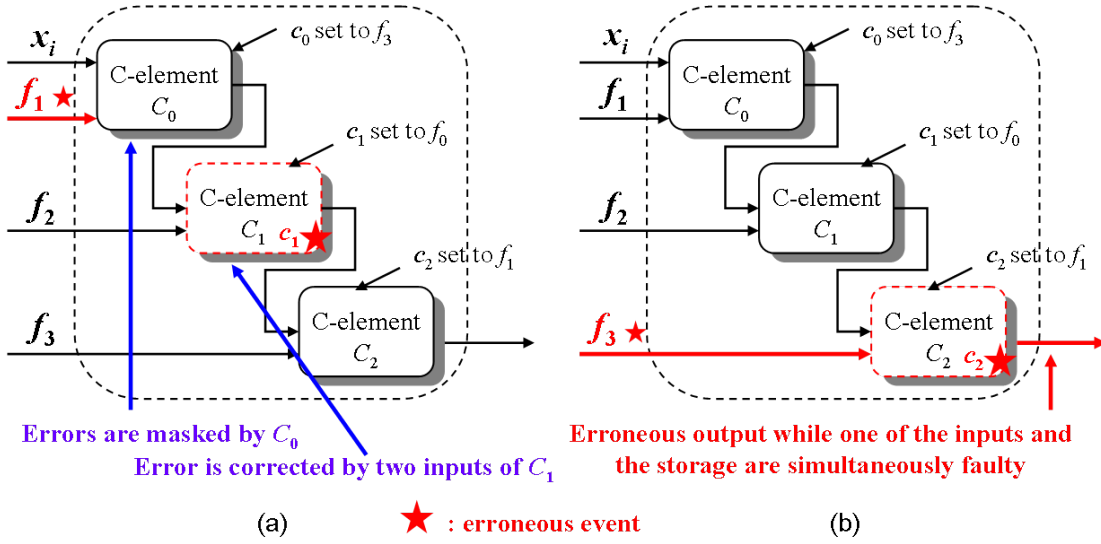 x_i
f_1 ★
f_2
f_3
C-element
C_0
c_0 set to f_3
C-element
C_1 c_1
c_1 set to f_0
C-element
C_2
c_2 set to f_1
Errors are masked by C_0
Error is corrected by two inputs of C_1
(a)
x_i
f_1
f_2
f_3 ★
C-element
C_0
c_0 set to f_3
C-element
C_1
c_1 set to f_0
C-element
C_2 c_2
c_2 set to f_1
Erroneous output while one of the inputs and
the storage are simultaneously faulty
(b)
★ : erroneous event